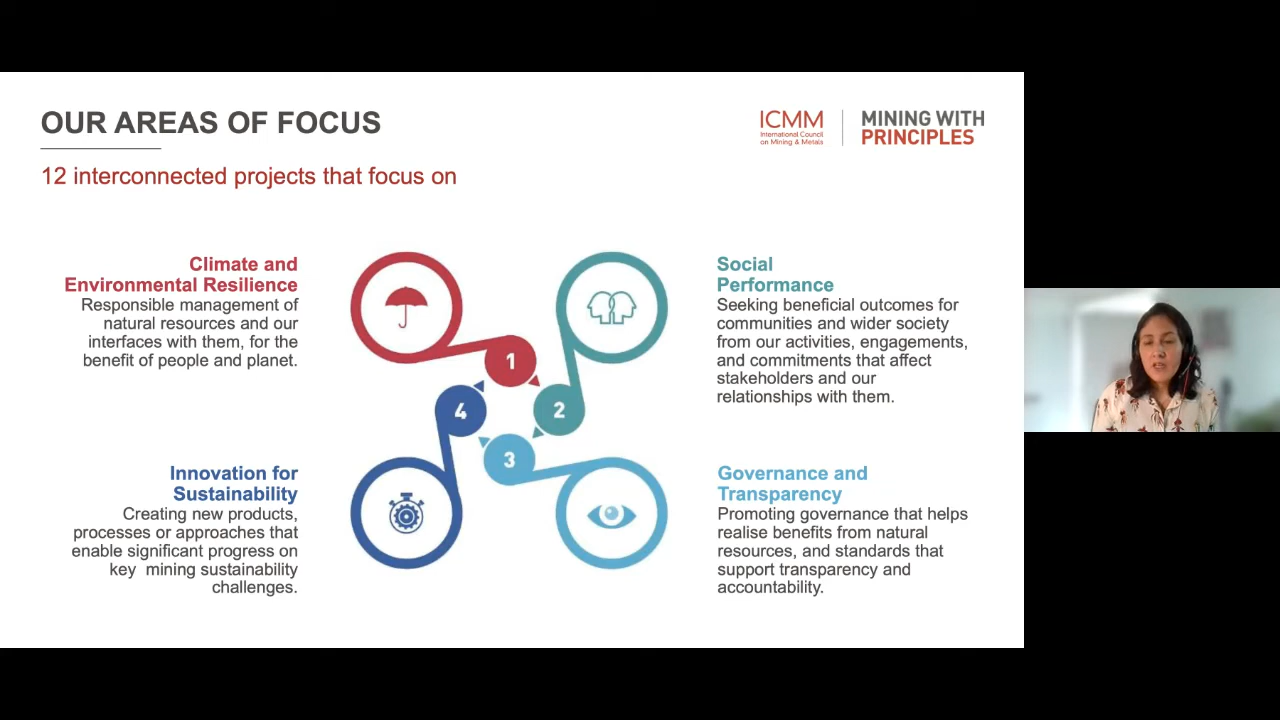 OUR AREAS OF FOCUS
ICMM
International Council
on Mining & Metals
MINING WITH
PRINCIPLES
12 interconnected projects that focus on
Climate and
Environmental Resilience
Responsible management of
natural resources and our
interfaces with them, for the
benefit of people and planet.
Social
Performance
Seeking beneficial outcomes for
communities and wider society
from our activities, engagements,
and commitments that affect
stakeholders and our
relationships with them.
1
2
3
4
Innovation for
Sustainability
Creating new products,
processes or approaches that
enable significant progress on
key  mining sustainability
challenges.
Governance and
Transparency
Promoting governance that helps
realise benefits from natural
resources, and standards that
support transparency and
accountability.